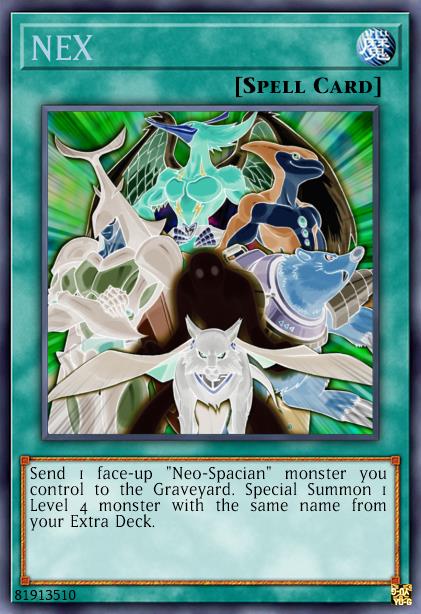 NEX
魔
[SPELL CARD]
Send 1 face-up "Neo-Spacian" monster you
control to the Graveyard. Special Summon 1
Level 4 monster with the same name from
your Extra Deck.
81913510